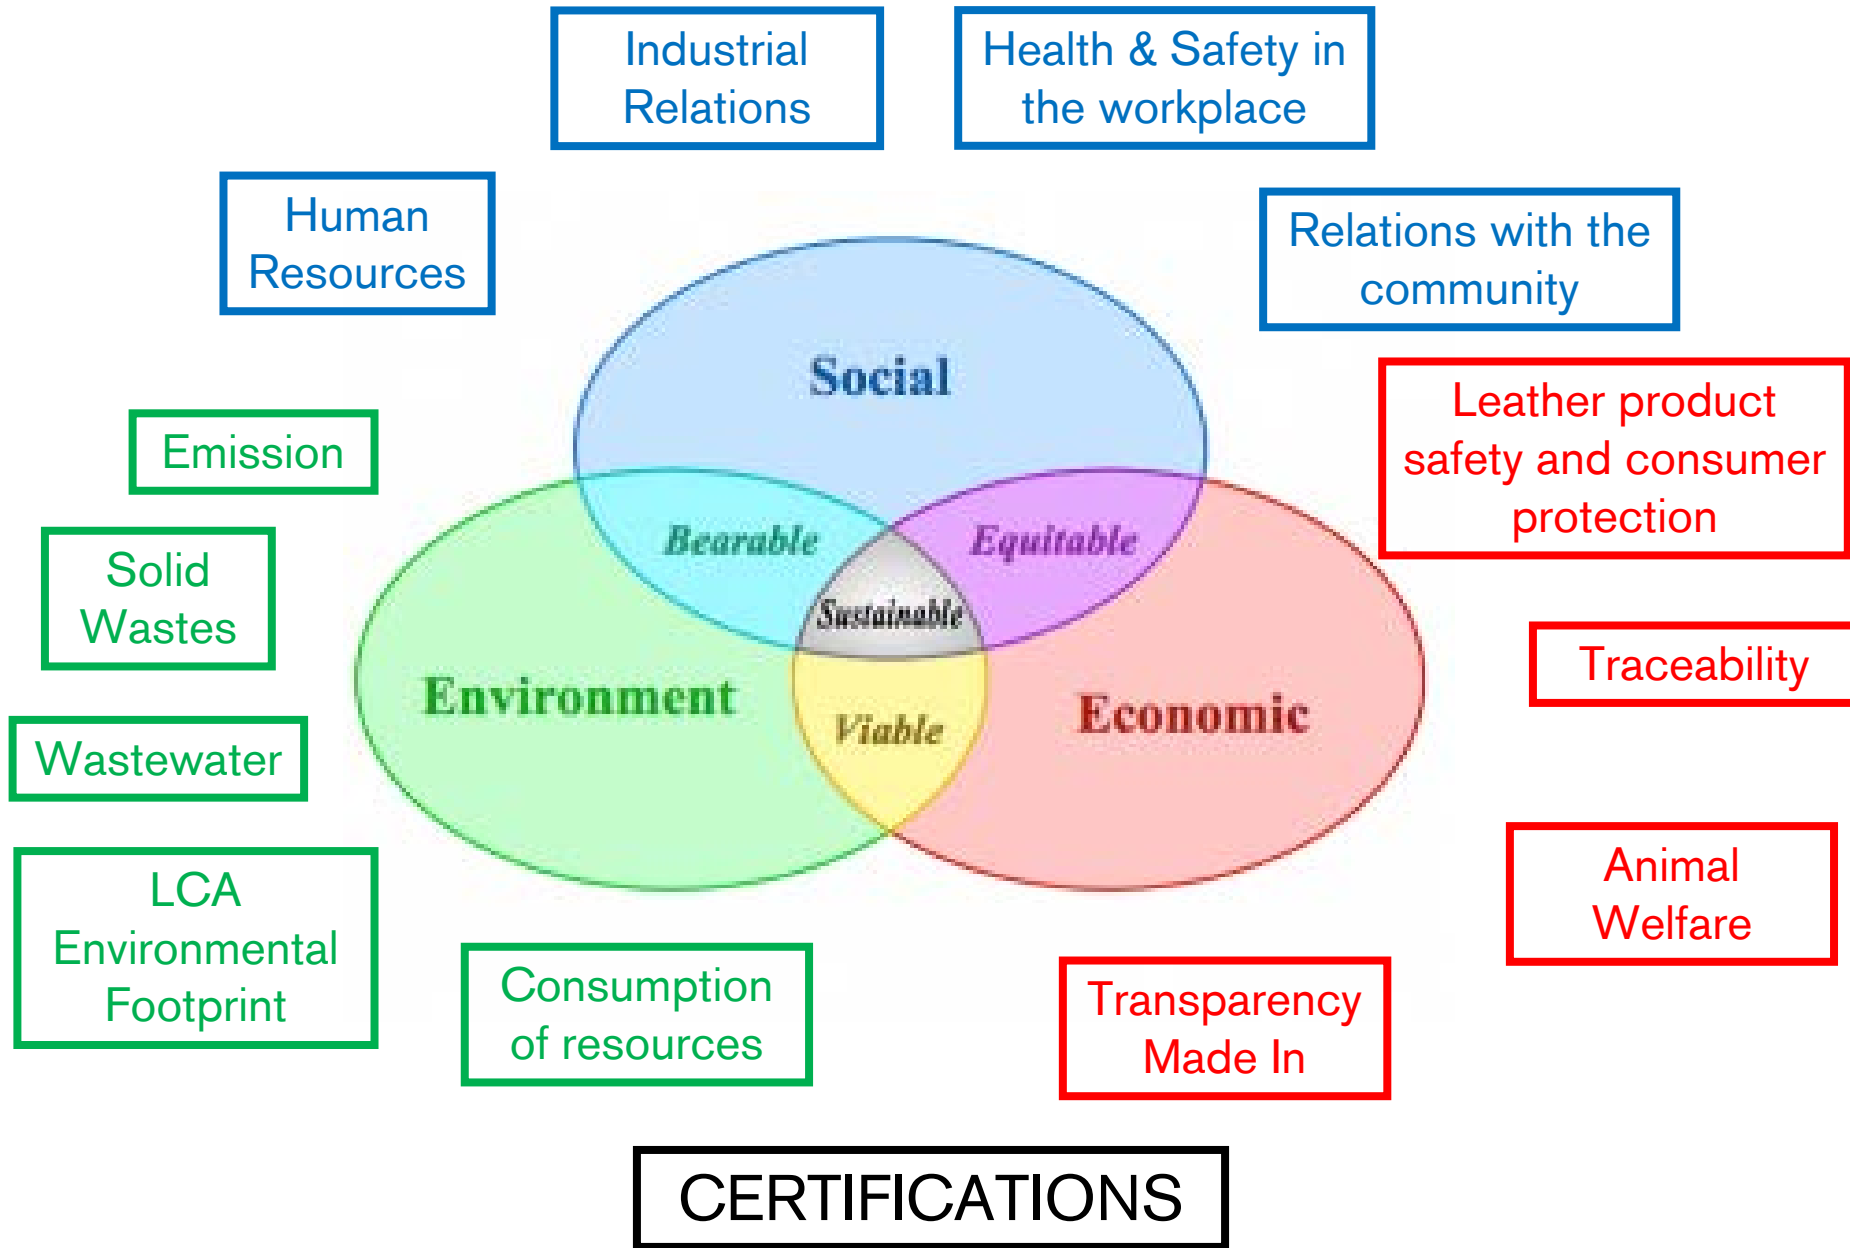 Industrial
Relations
Health & Safety in
the workplace
Human
Resources
Relations with the
community
Social
Leather product
safety and consumer
protection
Emission
Bearable
Equitable
Solid
Wastes
Sustainable
Traceability
Environment
Economic
Viable
Wastewater
LCA
Environmental
Footprint
Animal
Welfare
Consumption
of resources
Transparency
Made In
CERTIFICATIONS